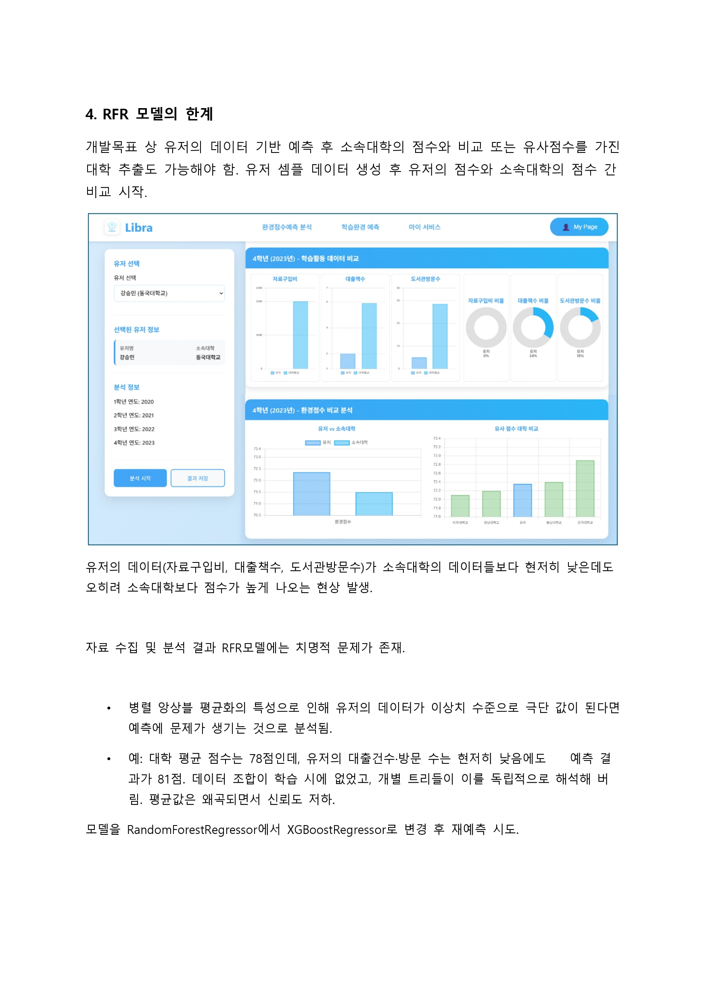 4. RFR 모델의 한계
개발목표 상 유저의 데이터 기반 예측 후 소속대학의 점수와 비교 또는 유사점수를 가진
대학 추출도 가능해야 함. 유저 셈플 데이터 생성 후 유저의 점수와 소속대학의 점수 간
비교 시작.
Libra
Libra
환경점수예측 분석
학습환경 예측
마이 서비스
My Page
유저 선택
유저 선택
강승민 (동국대학교)
선택된 유저 정보
유저명 소속대학
강승민 동국대학교
분석 정보
1학년 연도: 2020
2학년 연도: 2021
3학년 연도: 2022
4학년 연도: 2023
분석 시작
결과 저장
4학년 (2023년) - 학습활동 데이터 비교
자료구입비
240K
200K
100K
0
유저 대학평균
대출책수
7
6
4
2
1
유저 대학평균
도서관방문수
36
30
20
10
0
유저 대학평균
자료구입비 비율
유저
0%
대출책수 비율
유저
34%
도서관방문수 비율
유저
18%
4학년 (2023년) - 환경점수 비교 분석
유저 vs 소속대학
유저 소속대학
73.4
73.0
72.5
72.0
71.5
71.0
70.5
환경점수
유사 점수 대학 비교
73.4
73.2
73.0
72.8
72.6
72.4
72.2
72.0
71.8
71.6
아주대학교 영남대학교 유저 충남대학교 건국대학교
유저의 데이터(자료구입비, 대출책수, 도서관방문수)가 소속대학의 데이터들보다 현저히 낮은데도
오히려 소속대학보다 점수가 높게 나오는 현상 발생.
자료 수집 및 분석 결과 RFR모델에는 치명적 문제가 존재.
• 병렬 앙상블 평균화의 특성으로 인해 유저의 데이터가 이상치 수준으로 극단 값이 된다면
예측에 문제가 생기는 것으로 분석됨.
• 예: 대학 평균 점수는 78점인데, 유저의 대출건수·방문 수는 현저히 낮음에도 예측 결
과가 81점. 데이터 조합이 학습 시에 없었고, 개별 트리들이 이를 독립적으로 해석해 버
림. 평균값은 왜곡되면서 신뢰도 저하.
모델을 RandomForestRegressor에서 XGBoostRegressor로 변경 후 재예측 시도.